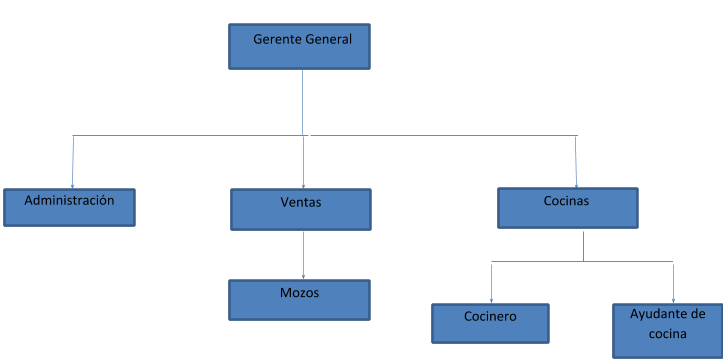 Gerente General
Administración
Ventas
Cocinas
Mozos
Cocinero
Ayudante de
cocina